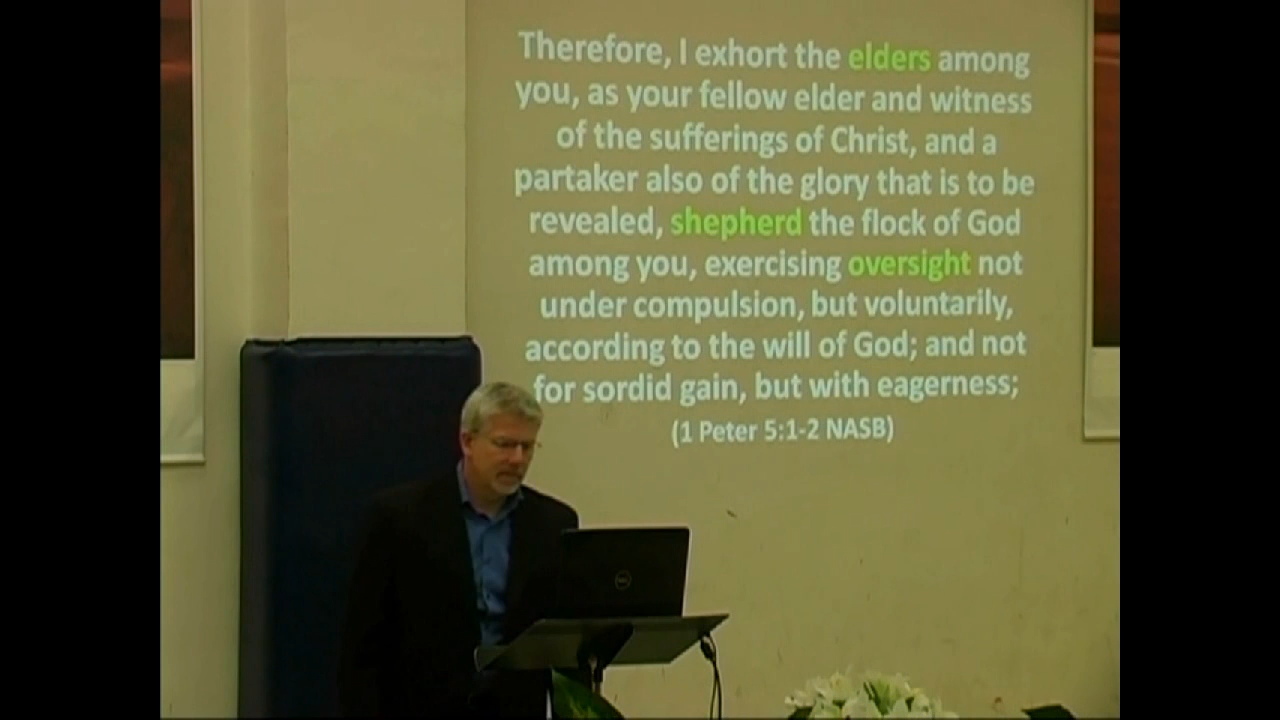 Therefore, I exhort the elders among
you, as your fellow elder and witness
of the sufferings of Christ, and a
partaker also of the glory that is to be
revealed, shepherd the flock of God
among you, exercising oversight not
under compulsion, but voluntarily,
according to the will of God; and not
for sordid gain, but with eagerness;
(1 Peter 5:1-2 NASB)
DELL